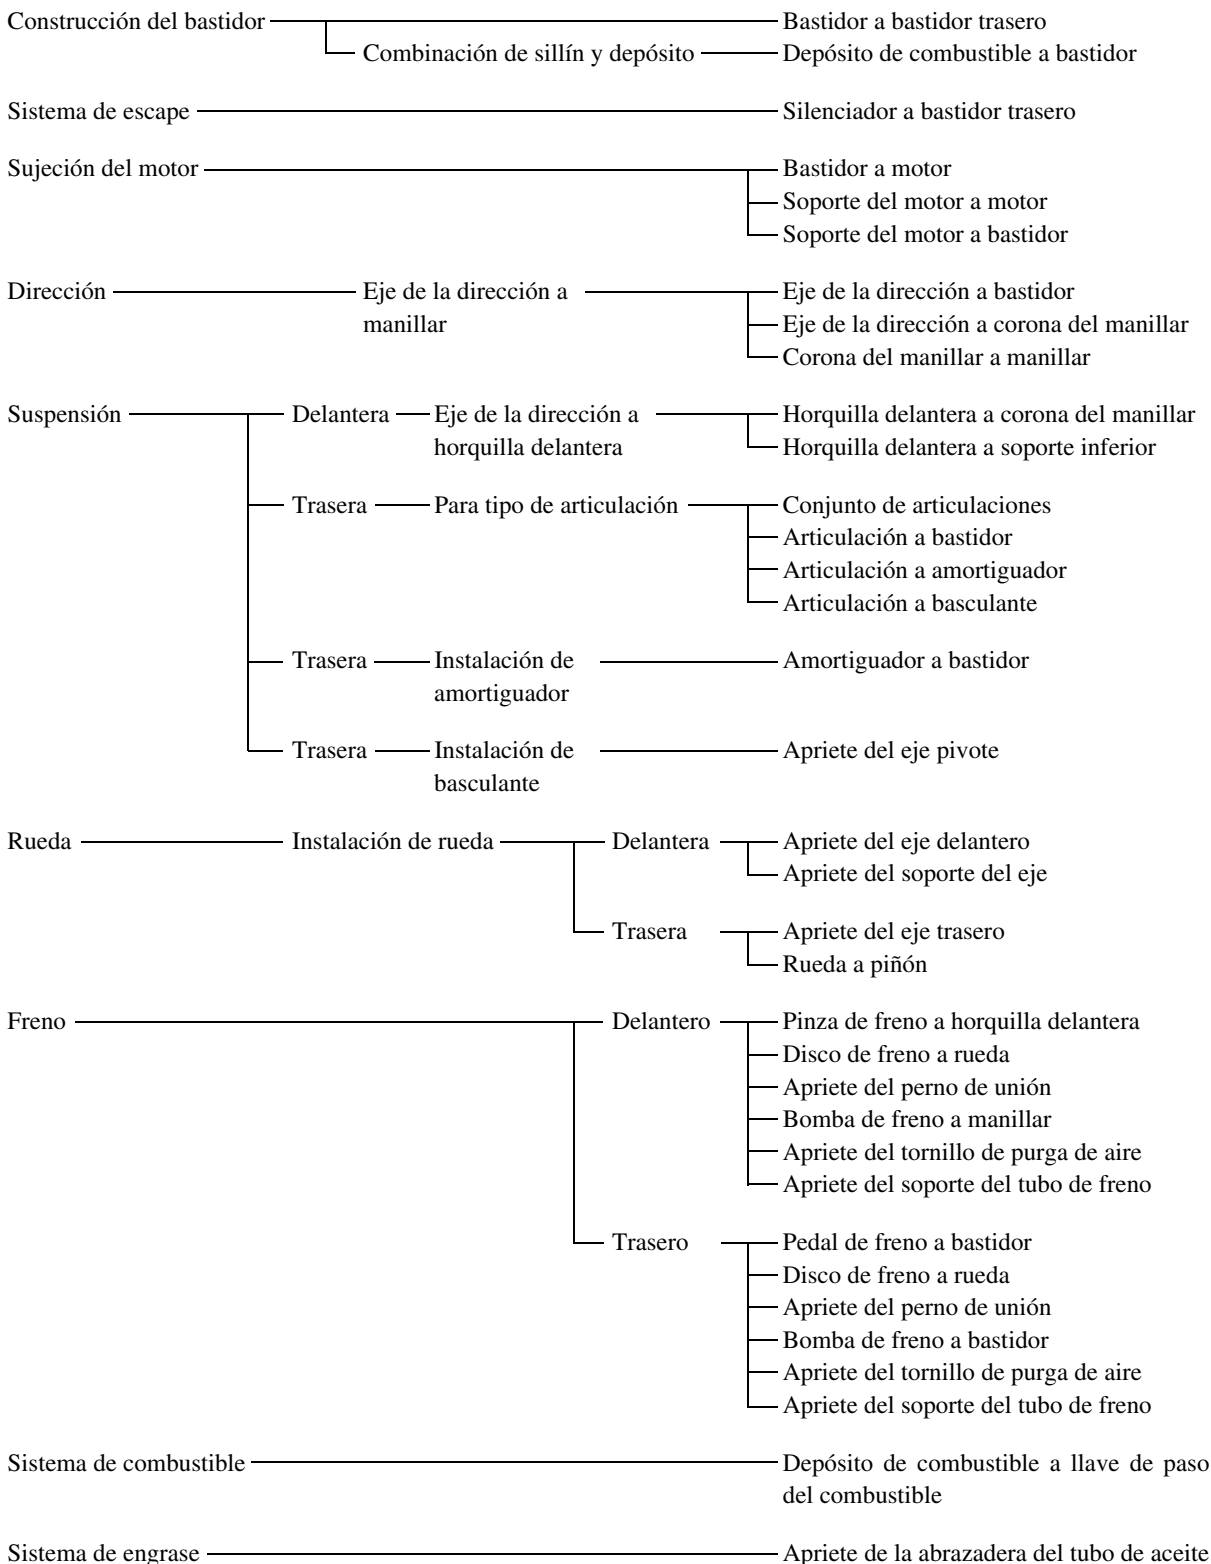 Construcción del bastidor Bastidor a bastidor trasero
Combinación de sillín y depósito Depósito de combustible a bastidor
Sistema de escape Silenciador a bastidor trasero
Sujeción del motor Bastidor a motor
Soporte del motor a motor
Soporte del motor a bastidor
Dirección Eje de la dirección a Eje de la dirección a bastidor
manillar Eje de la dirección a corona del manillar
Corona del manillar a manillar
Suspensión Delantera Eje de la dirección a Horquilla delantera a corona del manillar
horquilla delantera Horquilla delantera a soporte inferior
Trasera Para tipo de articulación Conjunto de articulaciones
Articulación a bastidor
Articulación a amortiguador
Articulación a basculante
Trasera Instalación de Amortiguador a bastidor
amortiguador
Trasera Instalación de Apriete del eje pivote
basculante
Rueda Instalación de rueda Delantera Apriete del eje delantero
Apriete del soporte del eje
Trasera Apriete del eje trasero
Rueda a piñón
Freno Delantero Pinza de freno a horquilla delantera
Disco de freno a rueda
Apriete del perno de unión
Bomba de freno a manillar
Apriete del tornillo de purga de aire
Apriete del soporte del tubo de freno
Trasero Pedal de freno a bastidor
Disco de freno a rueda
Apriete del perno de unión
Bomba de freno a bastidor
Apriete del tornillo de purga de aire
Apriete del soporte del tubo de freno
Sistema de combustible Depósito de combustible a llave de paso
del combustible
Sistema de engrase Apriete de la abrazadera del tubo de aceite